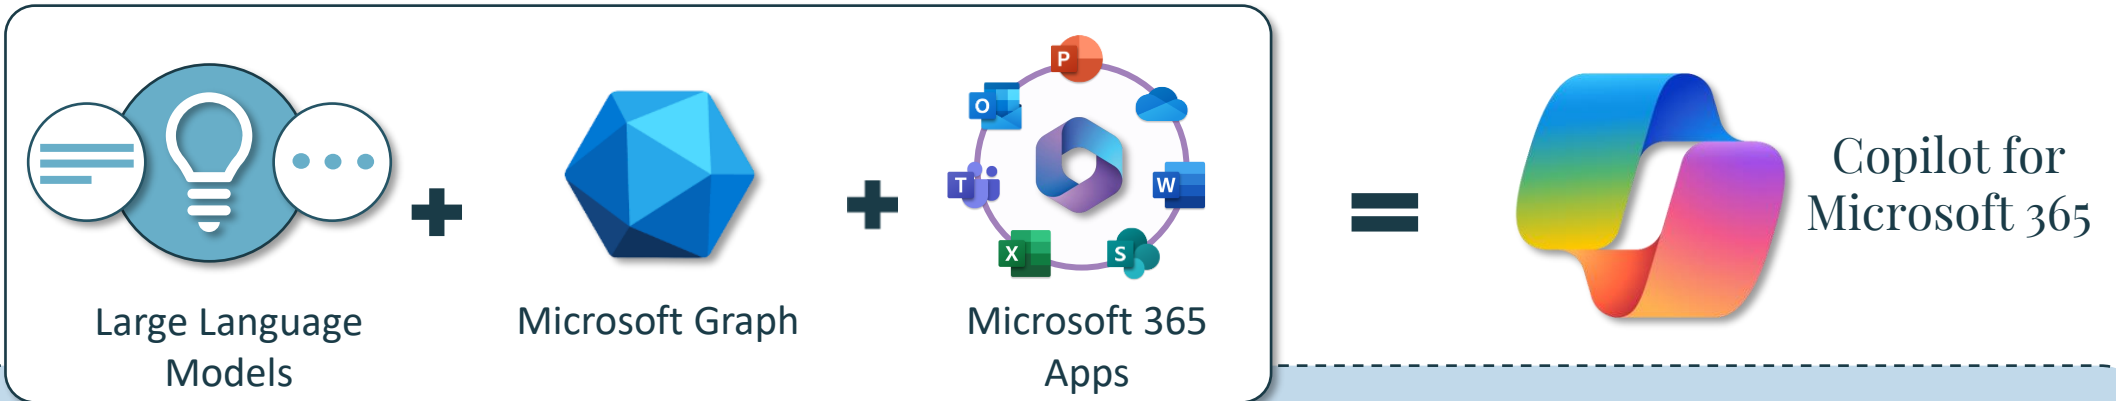 Large Language
Models
Microsoft Graph
P
O
T
W
X
S
Microsoft 365
Apps
Copilot for
Microsoft 365